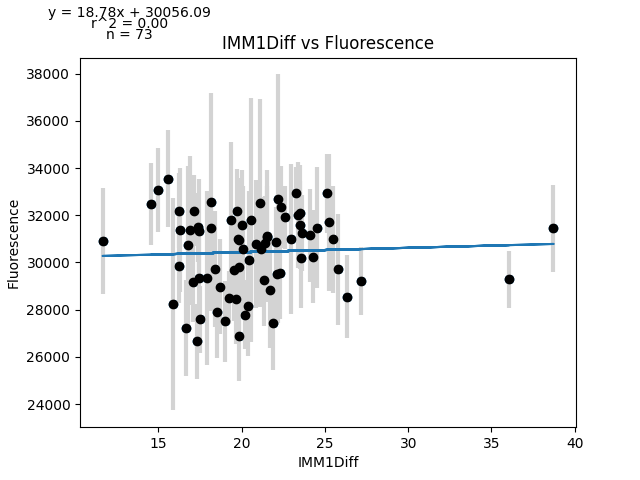 y = 18.78x + 30056.09
r^2 = 0.00
n = 73
IMM1Diff vs Fluorescence
38000
36000
34000
32000
30000
28000
26000
24000
Fluorescence
15 20 25 30 35 40
IMM1Diff